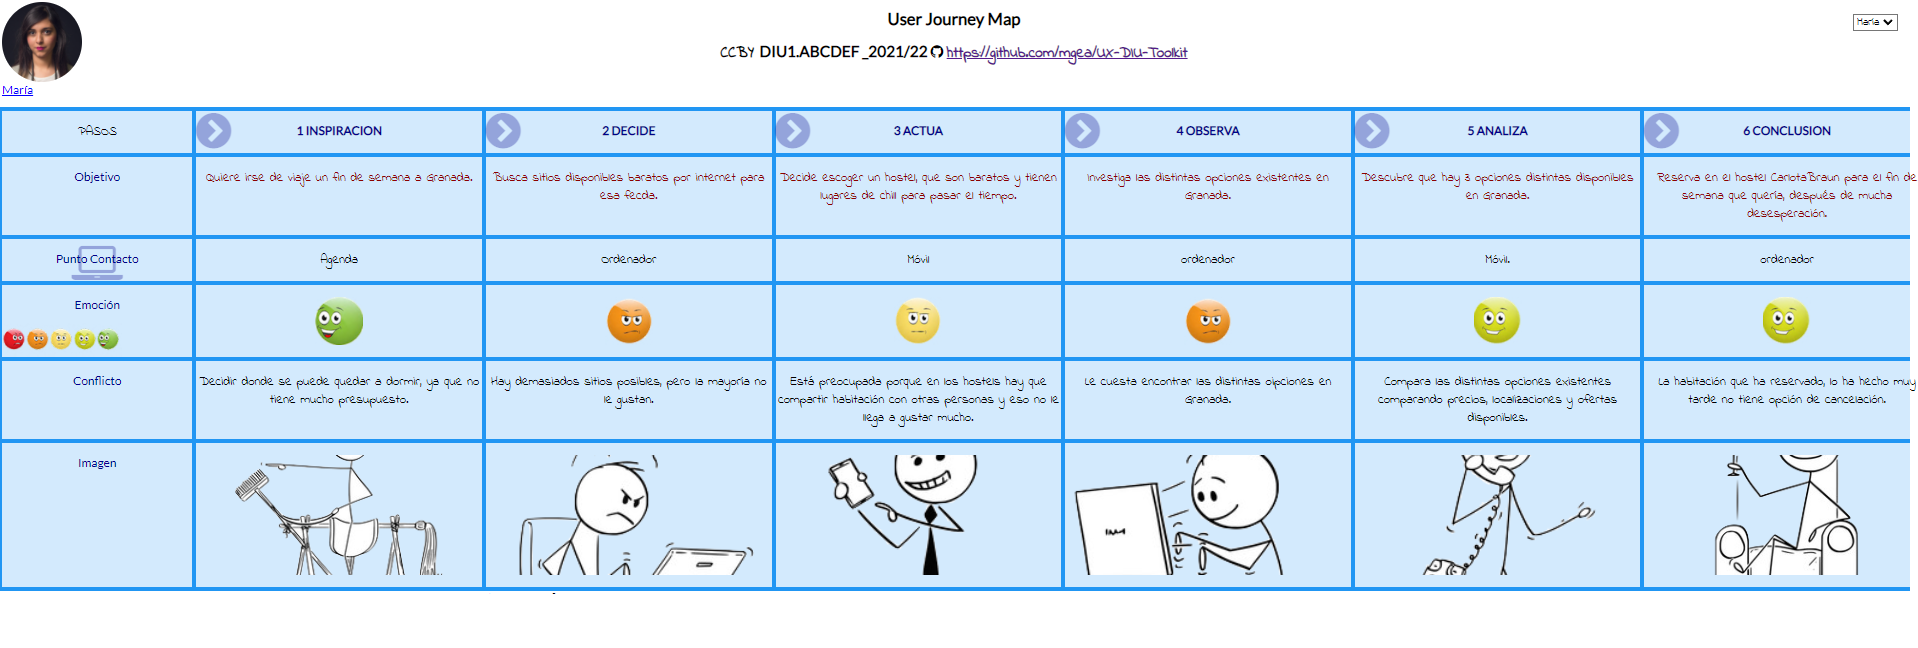 User Journey Map
María
CCBY DIU1.ABCDEF_2021/22 https://github.com/mgea/UX-DIU-Toolkit
María
PASOS
1 INSPIRACION
2 DECIDE
3 ACTUA
4 OBSERVA
5 ANALIZA
6 CONCLUSION
Objetivo
Quiere irse de viaje un fin de semana a Granada.
Busca sitios disponibles baratos por internet para
esa fecda.
Decide escoger un hostel, que son baratos y tienen
lugares de chill para pasar el tiempo.
Investiga las distintas opciones existentes en
Granada.
Descubre que hay 3 opciones distintas disponibles
en Granada.
Reserva en el hostel CarlotaBraun para el fin de
semana que quería, después de mucha
desesperación.
Punto Contacto
Agenda
Ordenador
Móvil
ordenador
Móvil.
ordenador
Emoción
Conflicto
Decidir donde se puede quedar a dormir, ya que no
tiene mucho presupuesto.
Hay demasiados sitios posibles, pero la mayoría no
le gustan.
Está preocupada porque en los hostels hay que
compartir habitación con otras personas y eso no le
llega a gustar mucho.
Le cuesta encontrar las distintas oipciones en
Granada.
Compara las distintas opciones existentes
comparando precios, localizaciones y ofertas
disponibles.
La habitación que ha reservado, lo ha hecho muy
tarde no tiene opción de cancelación.
Imagen